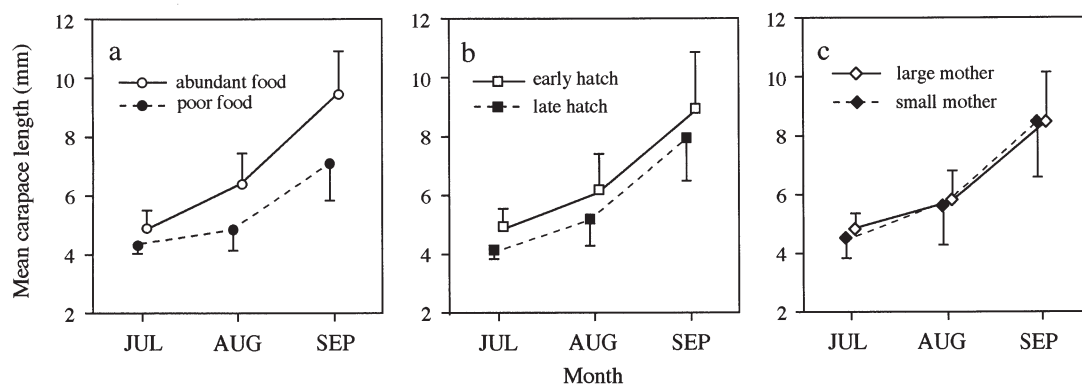 Mean carapace length (mm)
12
10
8
6
4
2
a
abundant food
poor food
JUL AUG SEP
12
10
8
6
4
2
b
early hatch
late hatch
JUL AUG SEP
12
10
8
6
4
2
c
large mother
small mother
JUL AUG SEP
Month